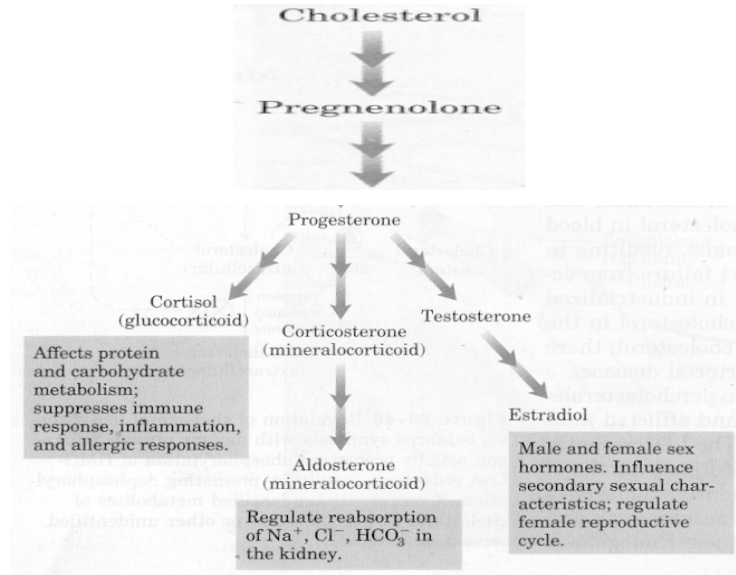 Cholesterol
Pregnenolone
Progesterone
Cortisol
(glucocorticoid)
Corticosterone
(mineralocorticoid)
Testosterone
Affects protein
and carbohydrate
metabolism;
suppresses immune
response, inflammation,
and allergic responses.
Aldosterone
(mineralocorticoid)
Regulate reabsorption
of Na⁺, Cl⁻, HCO₃⁻ in
the kidney.
Estradiol
Male and female sex
hormones. Influence
secondary sexual char-
acteristics; regulate
female reproductive
cycle.